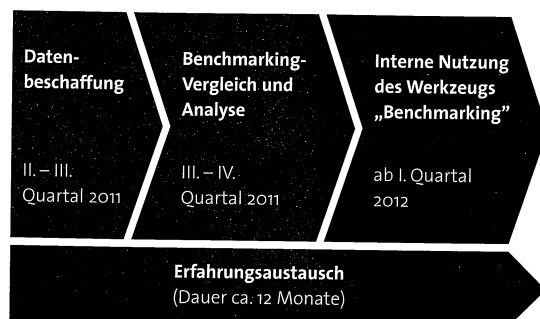 Daten-
beschaffung
II. – III.
Quartal 2011
Benchmarking-
Vergleich und
Analyse
III. – IV.
Quartal 2011
Interne Nutzung
des Werkzeugs
„Benchmarking”
ab I. Quartal
2012
Erfahrungsaustausch
(Dauer ca. 12 Monate)